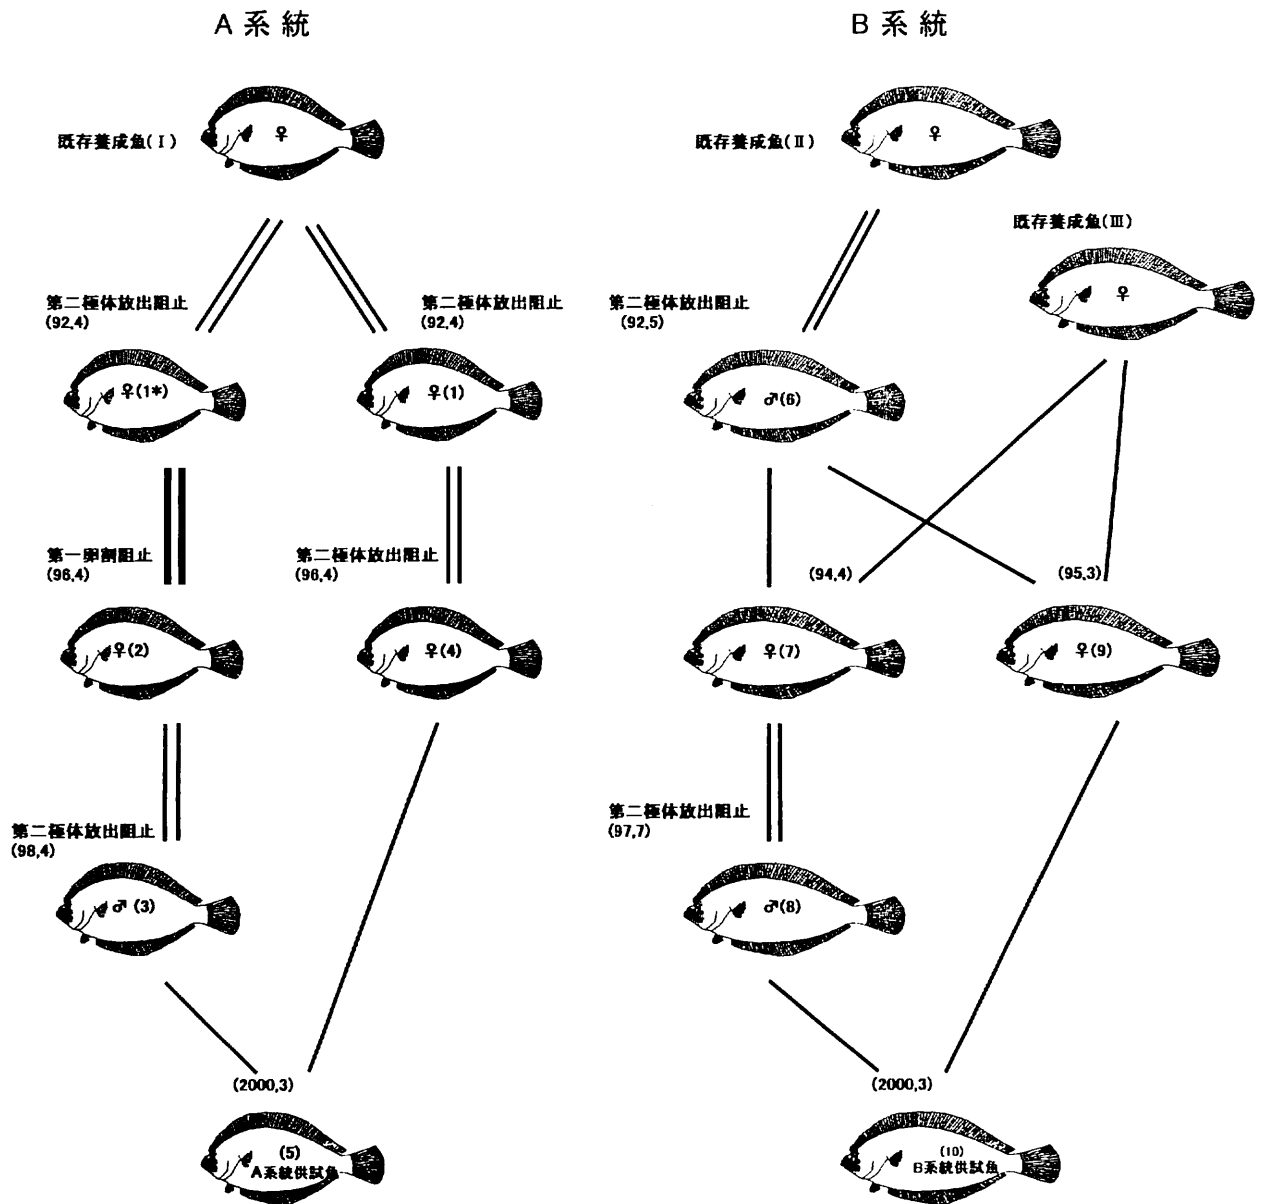 A系統
B系統
既存養成魚(Ⅰ)
♀
既存養成魚(Ⅱ)
♀
既存養成魚(Ⅲ)
♀
第二極体放出阻止
(92,4)
第二極体放出阻止
(92,4)
第二極体放出阻止
(92,5)
♀(1*)
♀(1)
♂(6)
第一卵割阻止
(96,4)
第二極体放出阻止
(96,4)
(94,4)
(95,3)
♀(2)
♀(4)
♀(7)
♀(9)
第二極体放出阻止
(98,4)
第二極体放出阻止
(97,7)
♂(3)
♂(8)
(2000,3)
(2000,3)
(5)
A系統供試魚
(10)
B系統供試魚